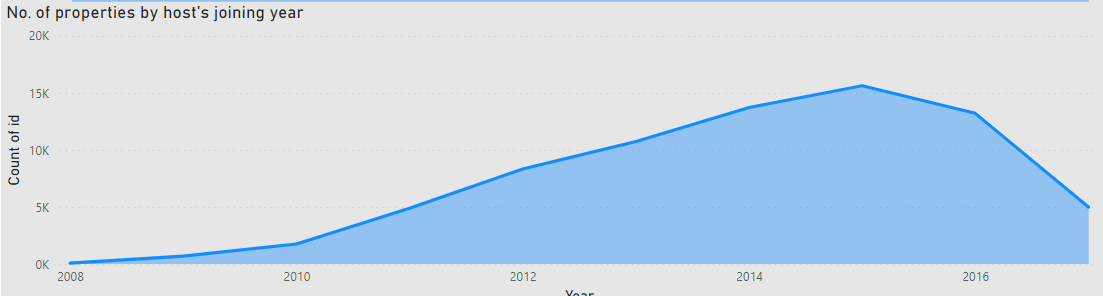 No. of properties by host's joining year
20K
15K
10K
5K
0K
Count of id
2008 2010 2012 2014 2016
Year